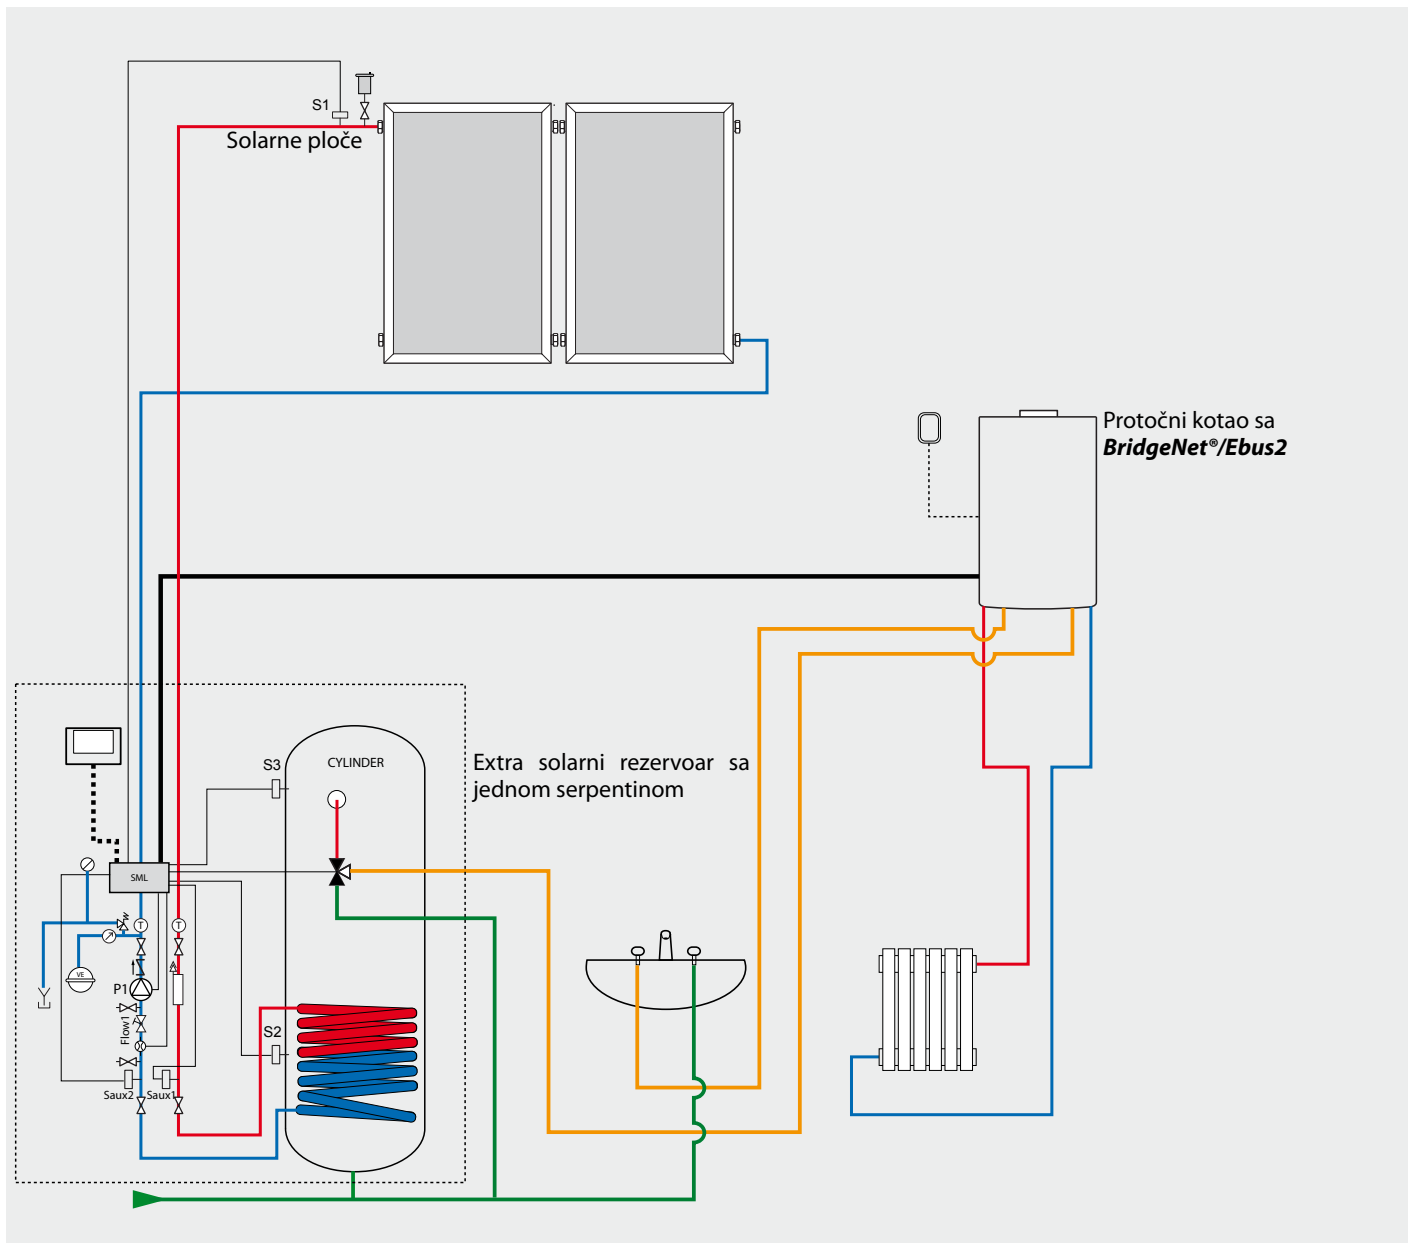 S1
Solarne ploče
Protočni kotao sa
BridgeNet®/Ebus2
S3
CYLINDER
Extra solarni rezervoar sa
jednom serpentinom
SML
w
T
T
VE
P1
Flow1
S2
Saux2
Saux1